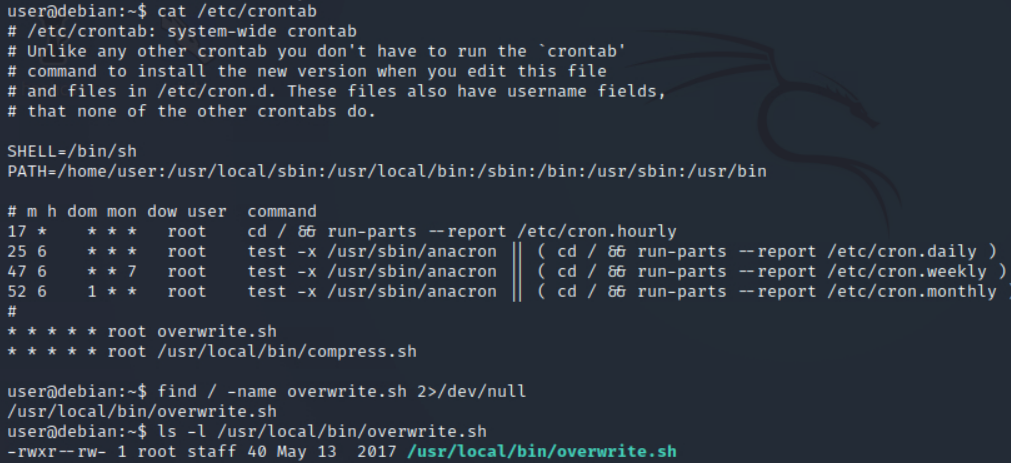 user@debian:~$ cat /etc/crontab
# /etc/crontab: system-wide crontab
# Unlike any other crontab you don't have to run the `crontab'
# command to install the new version when you edit this file
# and files in /etc/cron.d. These files also have username fields,
# that none of the other crontabs do.

SHELL=/bin/sh
PATH=/home/user:/usr/local/sbin:/usr/local/bin:/sbin:/bin:/usr/sbin:/usr/bin

# m h dom mon dow user  command
17 *    * * *   root    cd / && run-parts --report /etc/cron.hourly
25 6    * * *   root    test -x /usr/sbin/anacron || ( cd / && run-parts --report /etc/cron.daily )
47 6    * * 7   root    test -x /usr/sbin/anacron || ( cd / && run-parts --report /etc/cron.weekly )
52 6    1 * *   root    test -x /usr/sbin/anacron || ( cd / && run-parts --report /etc/cron.monthly )
#
* * * * * root overwrite.sh
* * * * * root /usr/local/bin/compress.sh

user@debian:~$ find / -name overwrite.sh 2>/dev/null
/usr/local/bin/overwrite.sh
user@debian:~$ ls -l /usr/local/bin/overwrite.sh
-rwxr--rw- 1 root staff 40 May 13  2017 /usr/local/bin/overwrite.sh